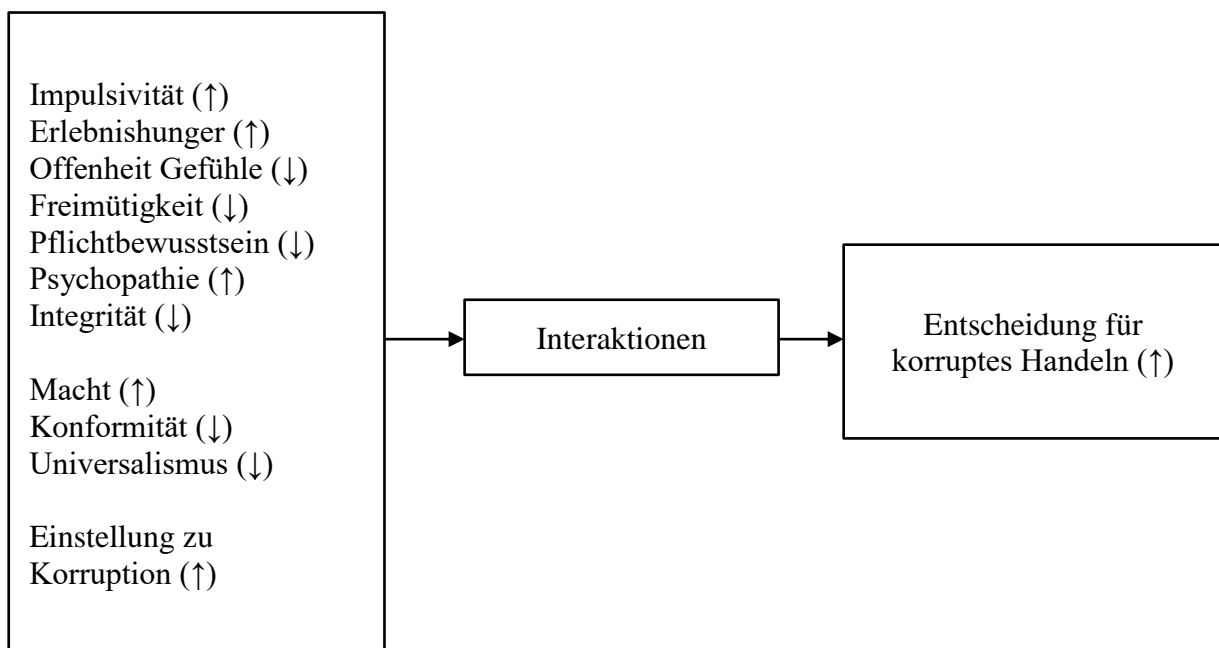 Impulsivität (↑)
Erlebnishunger (↑)
Offenheit Gefühle (↓)
Freimütigkeit (↓)
Pflichtbewusstsein (↓)
Psychopathie (↑)
Integrität (↓)
Macht (↑)
Konformität (↓)
Universalismus (↓)
Einstellung zu
Korruption (↑)
Interaktionen
Entscheidung für
korruptes Handeln (↑)